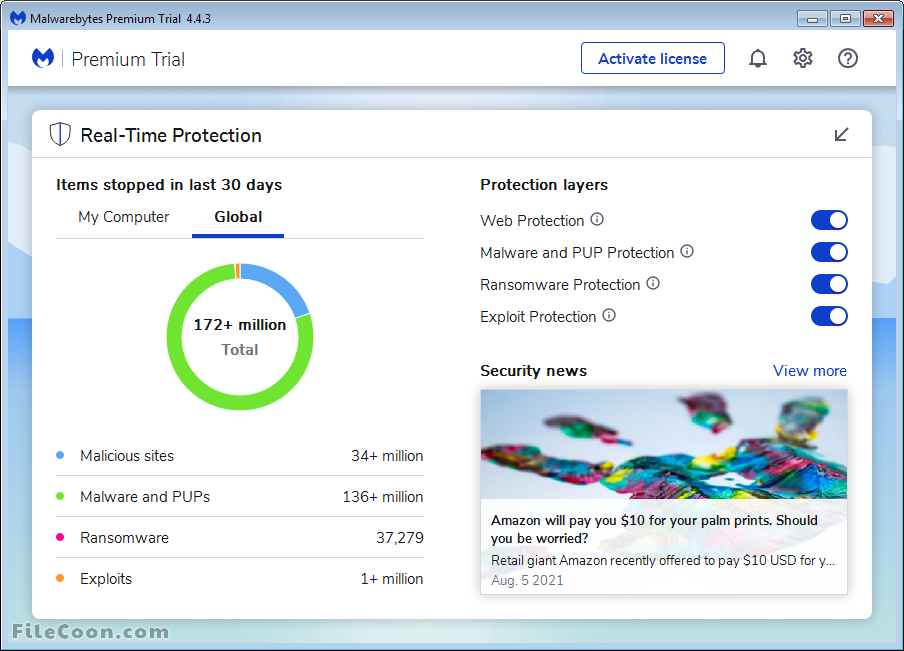 Malwarebytes Premium Trial 4.4.3
Premium Trial
Activate license
Real-Time Protection
Items stopped in last 30 days
My Computer
Global
172+ million
Total
Malicious sites 34+ million
Malware and PUPs 136+ million
Ransomware 37,279
Exploits 1+ million
Protection layers
Web Protection
Malware and PUP Protection
Ransomware Protection
Exploit Protection
Security news
View more
Amazon will pay you $10 for your palm prints. Should
you be worried?
Retail giant Amazon recently offered to pay $10 USD for y...
Aug. 5 2021
FileCoon.com